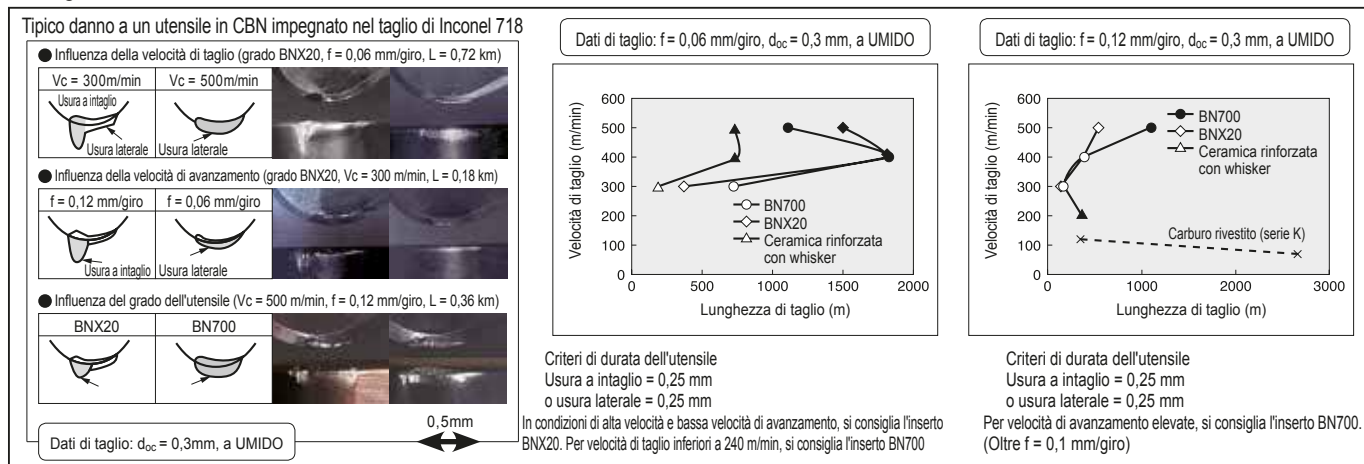 Tipico danno a un utensile in CBN impegnato nel taglio di Inconel 718
● Influenza della velocità di taglio (grado BNX20, f = 0,06 mm/giro, L = 0,72 km)
Vc = 300m/min
Vc = 500m/min
Usura a intaglio
Usura laterale
Usura laterale
● Influenza della velocità di avanzamento (grado BNX20, Vc = 300 m/min, L = 0,18 km)
f = 0,12 mm/giro
f = 0,06 mm/giro
Usura a intaglio
Usura laterale
● Influenza del grado dell'utensile (Vc = 500 m/min, f = 0,12 mm/giro, L = 0,36 km)
BNX20
BN700
Dati di taglio: doc = 0,3mm, a UMIDO
0,5mm
Dati di taglio: f = 0,06 mm/giro, doc = 0,3 mm, a UMIDO
Velocità di taglio (m/min)
600
500
400
300
200
100
0
BN700
BNX20
Ceramica rinforzata
con whisker
0 500 1000 1500 2000
Lunghezza di taglio (m)
Criteri di durata dell'utensile
Usura a intaglio = 0,25 mm
o usura laterale = 0,25 mm
In condizioni di alta velocità e bassa velocità di avanzamento, si consiglia l'inserto
BNX20. Per velocità di taglio inferiori a 240 m/min, si consiglia l'inserto BN700
Dati di taglio: f = 0,12 mm/giro, doc = 0,3 mm, a UMIDO
Velocità di taglio (m/min)
600
500
400
300
200
100
0
BN700
BNX20
Ceramica rinforzata
con whisker
Carburo rivestito (serie K)
0 1000 2000 3000
Lunghezza di taglio (m)
Criteri di durata dell'utensile
Usura a intaglio = 0,25 mm
o usura laterale = 0,25 mm
Per velocità di avanzamento elevate, si consiglia l'inserto BN700.
(Oltre f = 0,1 mm/giro)